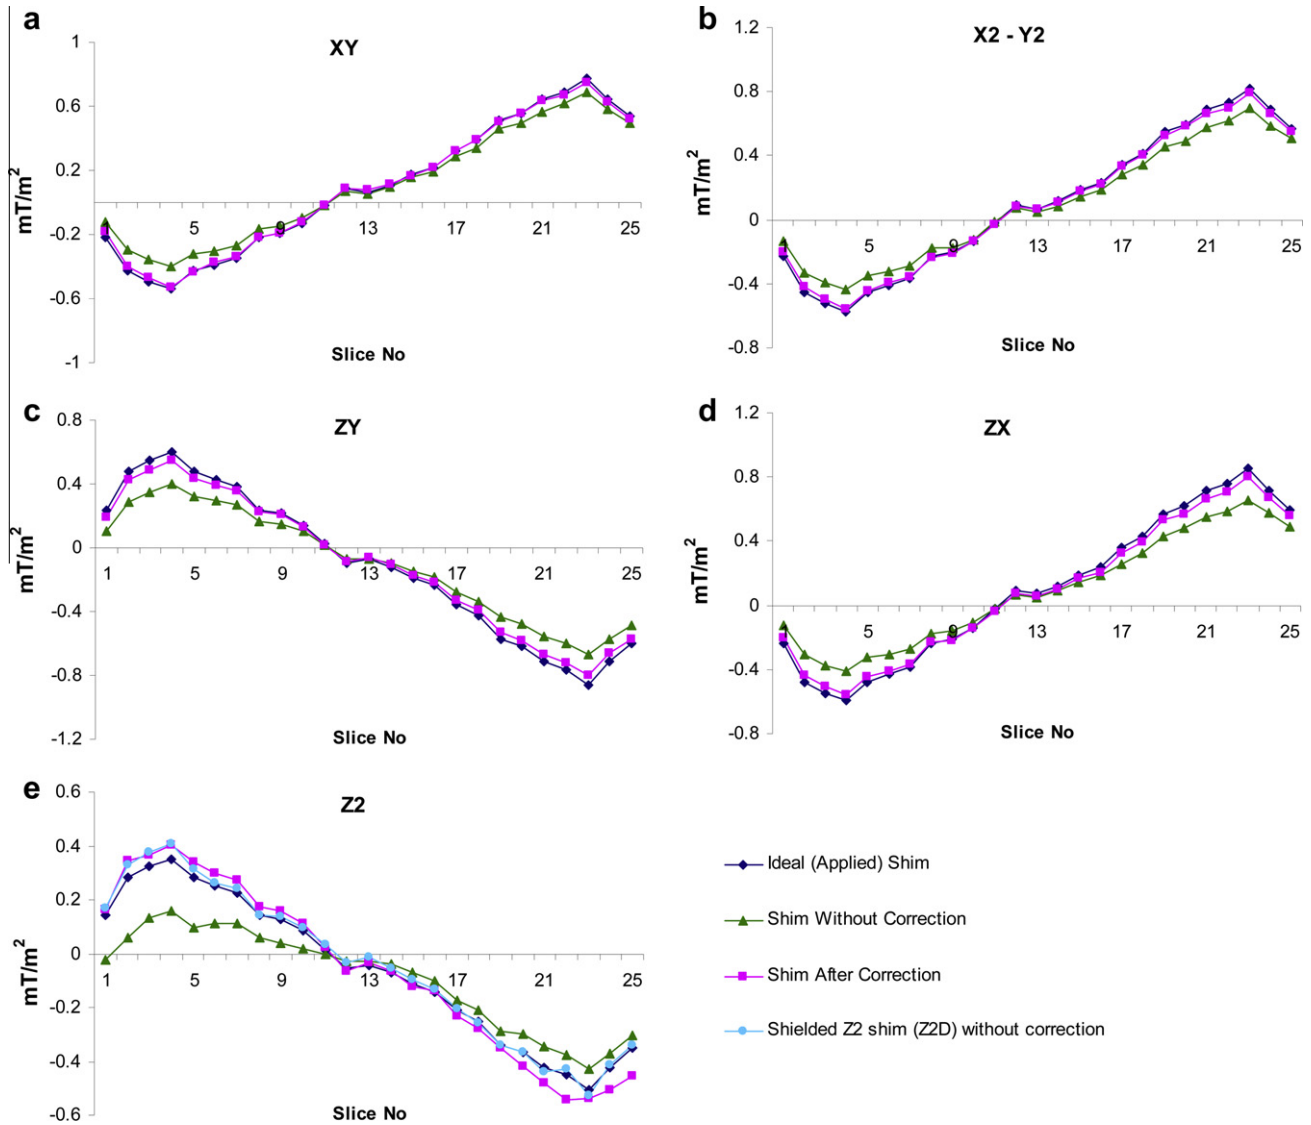 a
XY
1
0.6
0.2
-0.2
-0.6
-1
mT/m2
1
5
9
13
17
21
25
Slice No
b
X2 - Y2
1.2
0.8
0.4
0
-0.4
-0.8
mT/m2
1
5
9
13
17
21
25
Slice No
c
ZY
0.8
0.4
0
-0.4
-0.8
-1.2
mT/m2
1
5
9
13
17
21
25
Slice No
d
ZX
1.2
0.8
0.4
0
-0.4
-0.8
mT/m2
1
5
9
13
17
21
25
Slice No
e
Z2
0.6
0.4
0.2
0
-0.2
-0.4
-0.6
mT/m2
1
5
9
13
17
21
25
Slice No
Ideal (Applied) Shim
Shim Without Correction
Shim After Correction
Shielded Z2 shim (Z2D) without correction